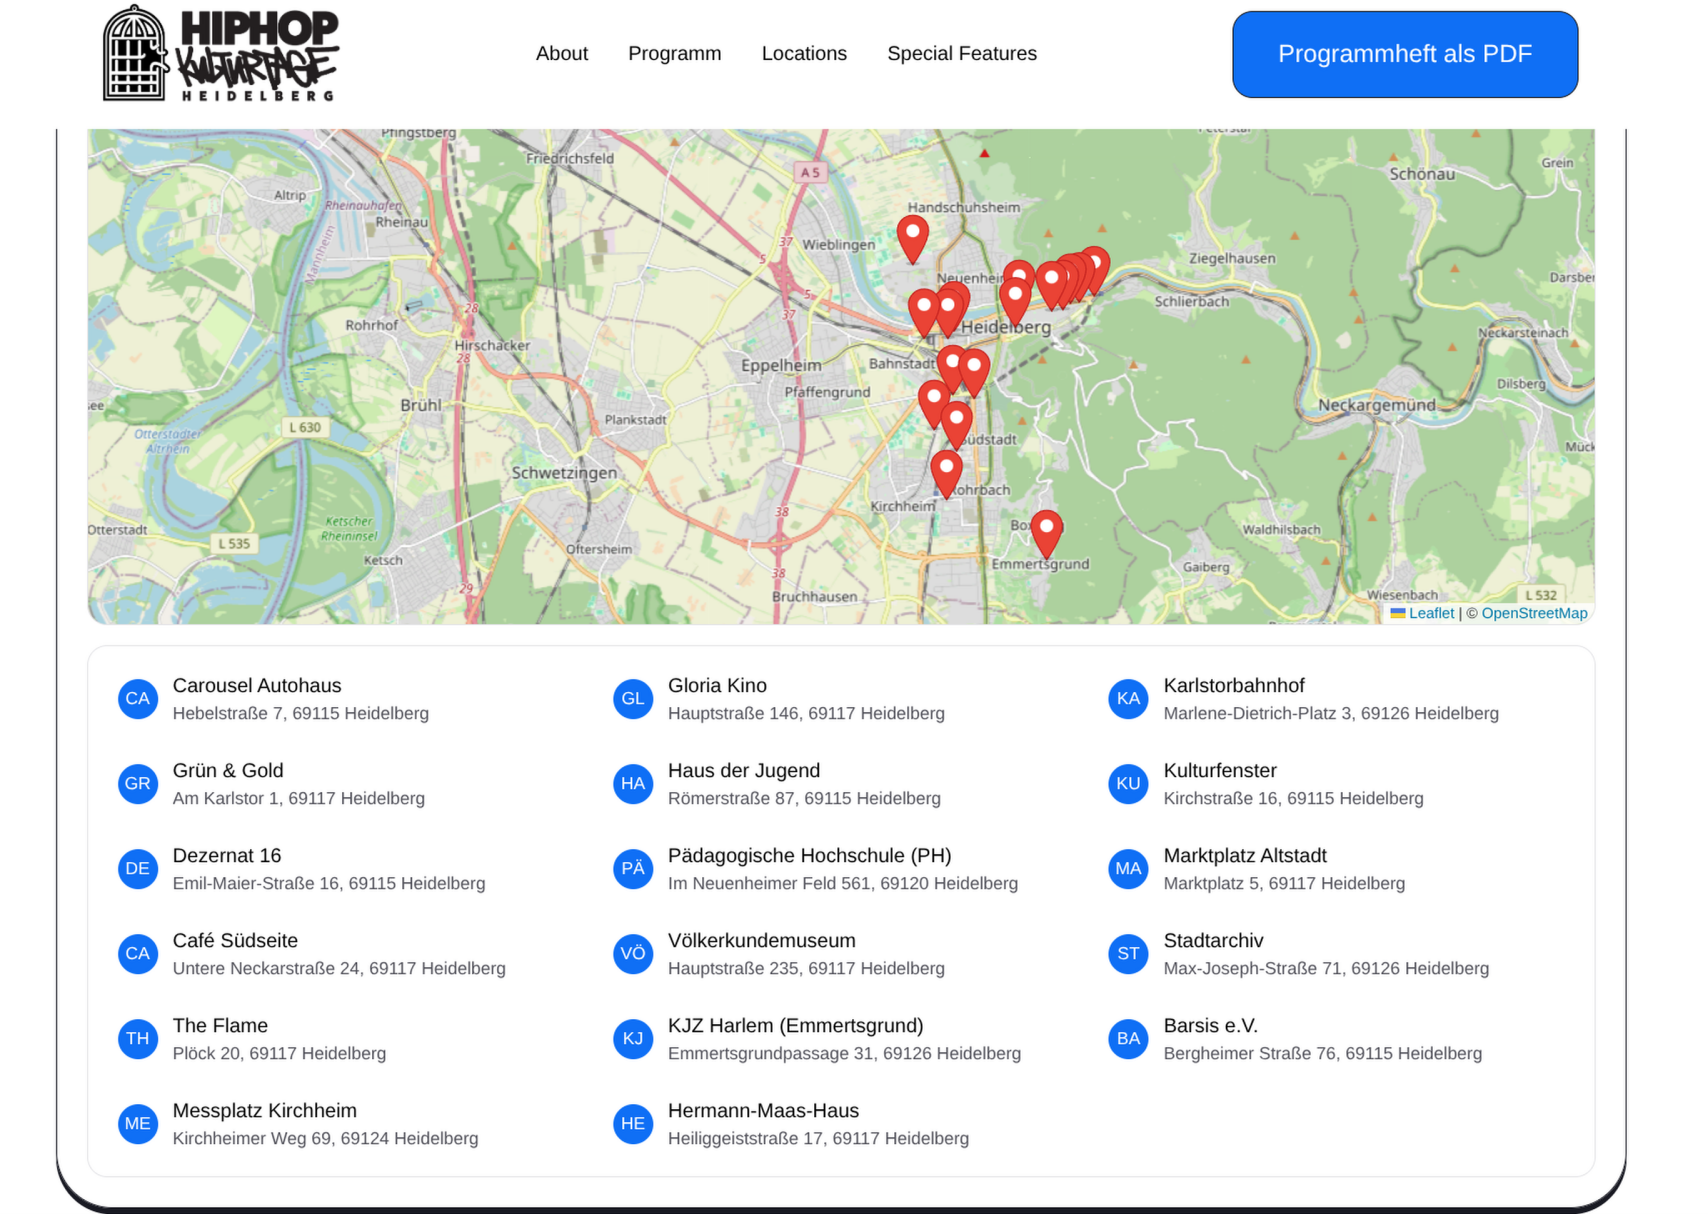 HIPHOP
KULTURTAGE
HEIDELBERG
About
Programm
Locations
Special Features
Programmheft als PDF
Pfingstberg
Friedrichsfeld
A 5
Peterstal
Grein
Schönau
Altrip
Rheinauhafen
Rheinau
Mannheim
Handschuhsheim
Wieblingen
37
5
Ziegelhausen
Neuenheim
Darsbe
Schlierbach
28
5
37
Rohrhof
Heidelberg
Neckarsteinach
Hirschacker
28
Eppelheim
Bahnstadt
Pfaffengrund
Dilsberg
see
Brühl
Plankstadt
Neckargemünd
L 630
Otterstadter
Altrhein
Südstadt
Mück
Schwetzingen
Rohrbach
Kirchheim
38
Otterstadt
Ketscher
Rheininsel
Waldhilsbach
L 535
Oftersheim
Ketsch
Emmertsgrund
Gaiberg
38
29
Bruchhausen
Wiesenbach
L 532
Leaflet | © OpenStreetMap
CA
Carousel Autohaus
Hebelstraße 7, 69115 Heidelberg
GL
Gloria Kino
Hauptstraße 146, 69117 Heidelberg
KA
Karlstorbahnhof
Marlene-Dietrich-Platz 3, 69126 Heidelberg
GR
Grün & Gold
Am Karlstor 1, 69117 Heidelberg
HA
Haus der Jugend
Römerstraße 87, 69115 Heidelberg
KU
Kulturfenster
Kirchstraße 16, 69115 Heidelberg
DE
Dezernat 16
Emil-Maier-Straße 16, 69115 Heidelberg
PÄ
Pädagogische Hochschule (PH)
Im Neuenheimer Feld 561, 69120 Heidelberg
MA
Marktplatz Altstadt
Marktplatz 5, 69117 Heidelberg
CA
Café Südseite
Untere Neckarstraße 24, 69117 Heidelberg
VÖ
Völkerkundemuseum
Hauptstraße 235, 69117 Heidelberg
ST
Stadtarchiv
Max-Joseph-Straße 71, 69126 Heidelberg
TH
The Flame
Plöck 20, 69117 Heidelberg
KJ
KJZ Harlem (Emmertsgrund)
Emmertsgrundpassage 31, 69126 Heidelberg
BA
Barsis e.V.
Bergheimer Straße 76, 69115 Heidelberg
ME
Messplatz Kirchheim
Kirchheimer Weg 69, 69124 Heidelberg
HE
Hermann-Maas-Haus
Heiliggeiststraße 17, 69117 Heidelberg